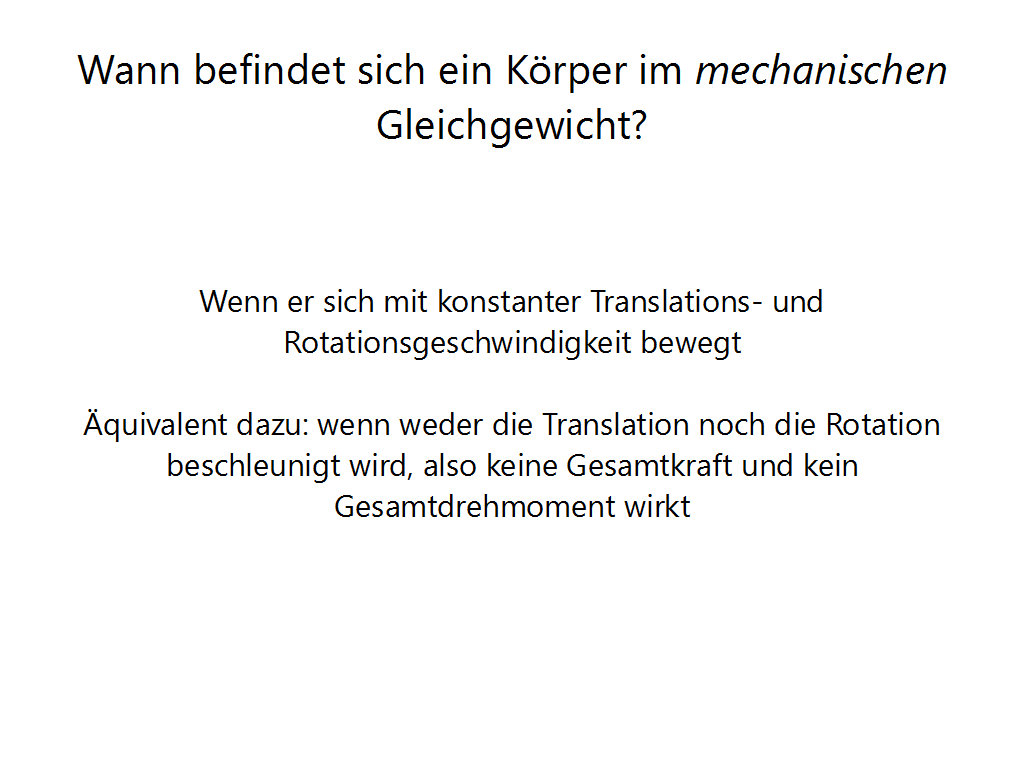 Wann befindet sich ein Körper im mechanischen
Gleichgewicht?
Wenn er sich mit konstanter Translations- und
Rotationsgeschwindigkeit bewegt
Äquivalent dazu: wenn weder die Translation noch die Rotation
beschleunigt wird, also keine Gesamtkraft und kein
Gesamtdrehmoment wirkt